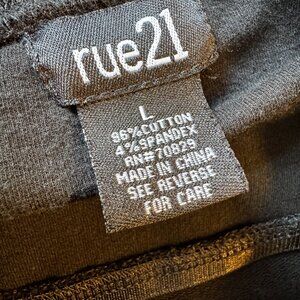 rue21
L
96%COTTON
4%SPANDEX
RN#70829
MADE IN CHINA
SEE REVERSE
FOR CARE